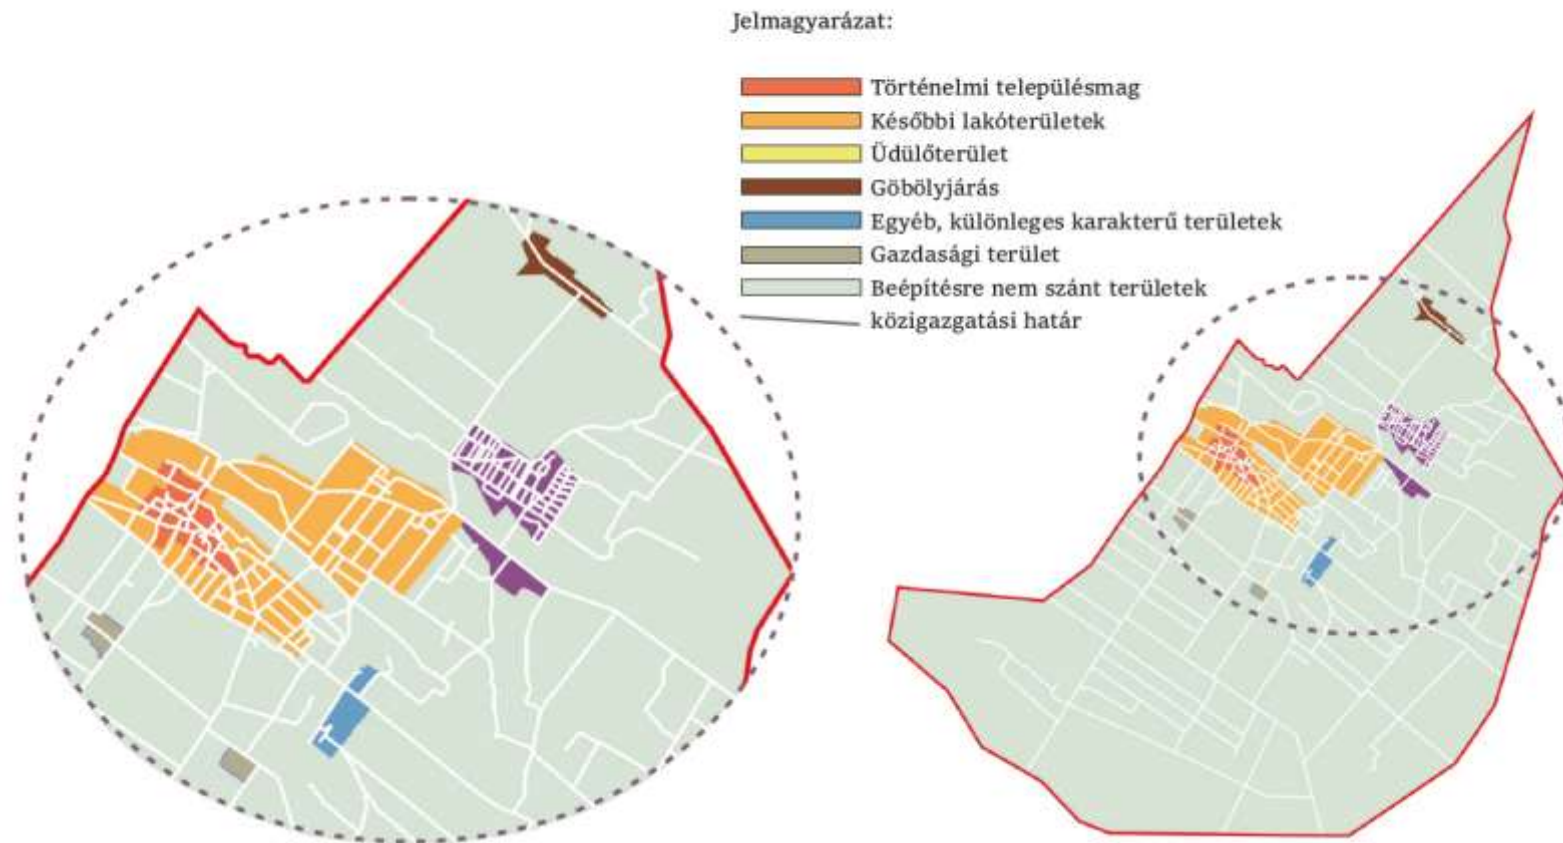 Jelmagyarázat:
Történelmi településmag
Későbbi lakóterületek
Üdülőterület
Göbölyjárás
Egyéb, különleges karakterű területek
Gazdasági terület
Beépítésre nem szánt területek
közigazgatási határ